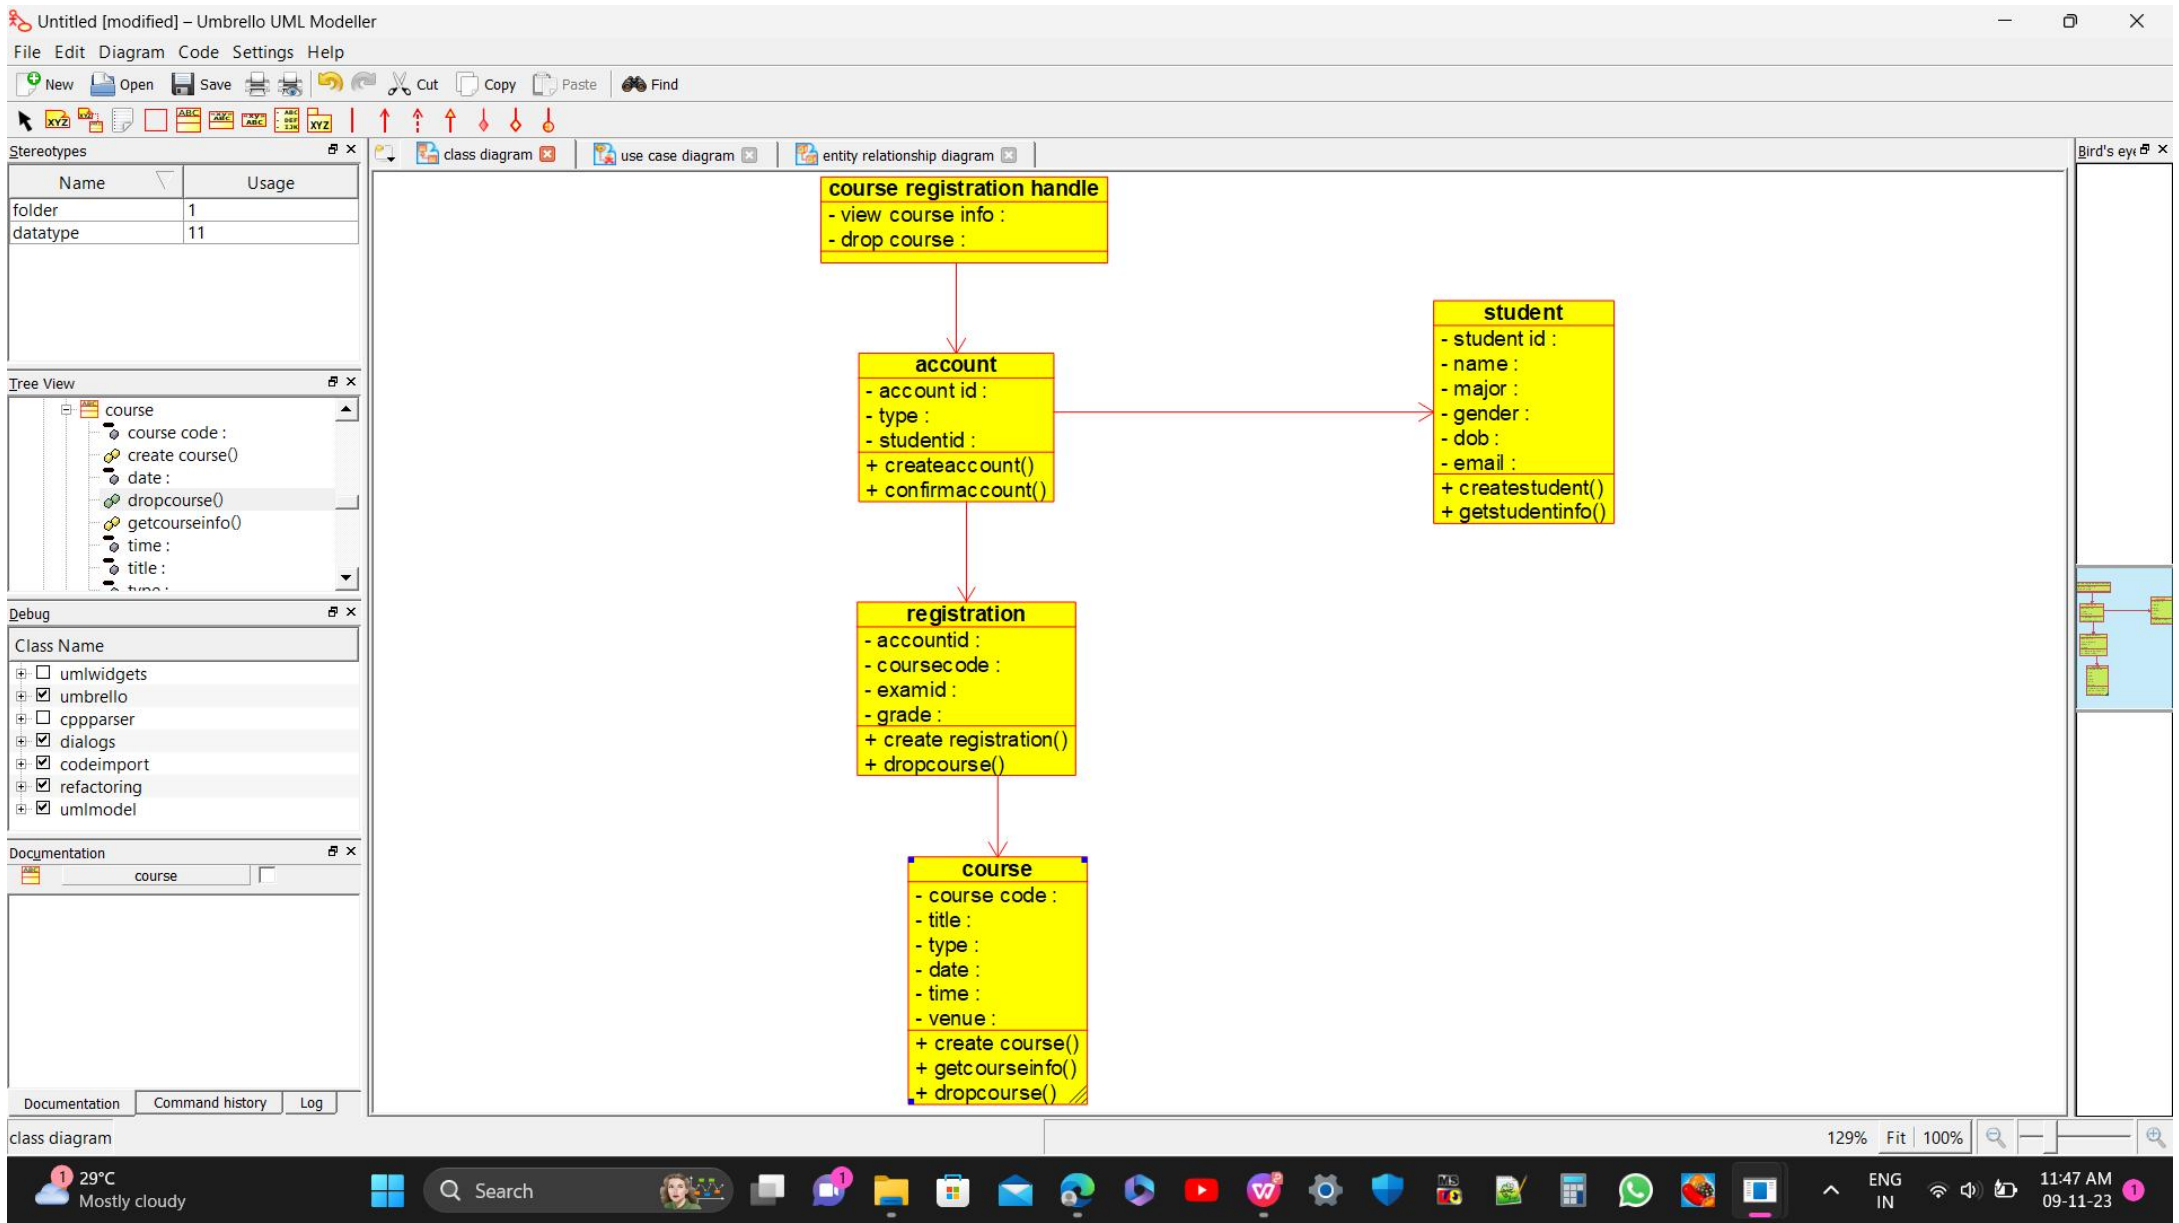 Untitled [modified] – Umbrello UML Modeller
File Edit Diagram Code Settings Help
New Open Save Cut Copy Paste Find
Stereotypes
Name Usage
folder 1
datatype 11
Tree View
course
course code :
create course()
date :
dropcourse()
getcourseinfo()
time :
title :
type :
Debug
Class Name
umlwidgets
umbrello
cppparser
dialogs
codeimport
refactoring
umlmodel
Documentation
course
Documentation Command history Log
class diagram
class diagram use case diagram entity relationship diagram
course registration handle
- view course info :
- drop course :
account
- account id :
- type :
- studentid :
+ createaccount()
+ confirmaccount()
student
- student id :
- name :
- major :
- gender :
- dob :
- email :
+ createstudent()
+ getstudentinfo()
registration
- accountid :
- coursecode :
- examid :
- grade :
+ create registration()
+ dropcourse()
course
- course code :
- title :
- type :
- date :
- time :
- venue :
+ create course()
+ getcourseinfo()
+ dropcourse()
Bird's eye
129% Fit 100%
1
29°C
Mostly cloudy
Search
1
ENG
IN
11:47 AM
09-11-23
1